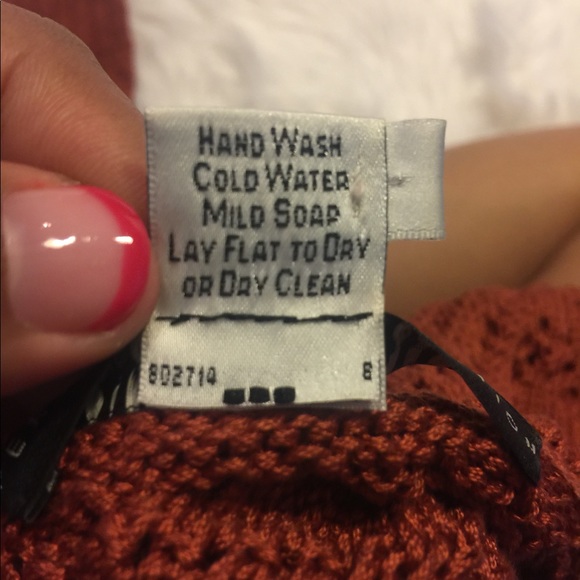 HAND WASH
COLD WATER
MILD SOAP
LAY FLAT TO DRY
OR DRY CLEAN
802714 8